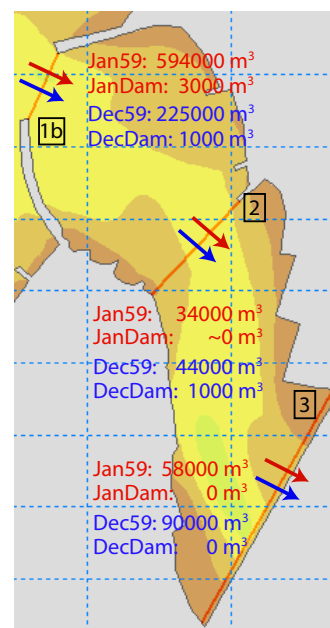 Jan59: 594000 m³
JanDam: 3000 m³
Dec59: 225000 m³
DecDam: 1000 m³
1b
2
Jan59: 34000 m³
JanDam: ~0 m³
Dec59: 44000 m³
DecDam: 1000 m³
3
Jan59: 58000 m³
JanDam: 0 m³
Dec59: 90000 m³
DecDam: 0 m³